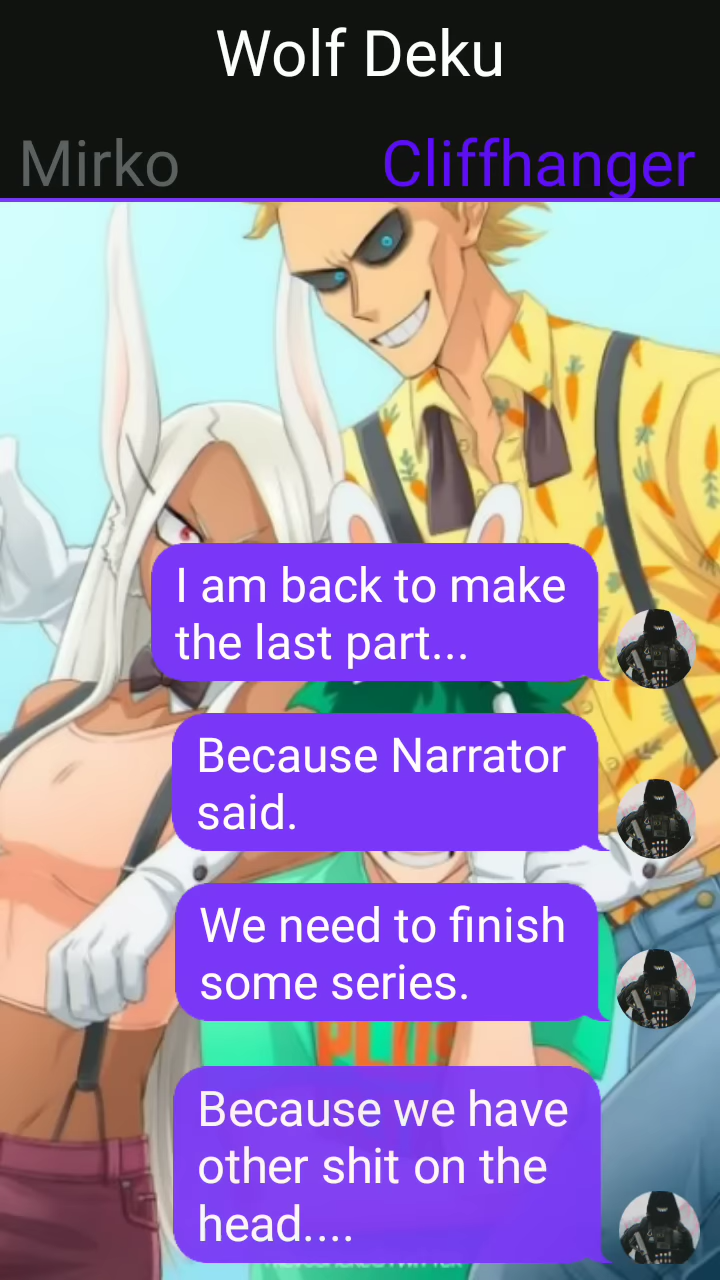 Wolf Deku
Mirko
Cliffhanger
I am back to make
the last part...
Because Narrator
said.
We need to finish
some series.
PLUS
Because we have
other shit on the
head....